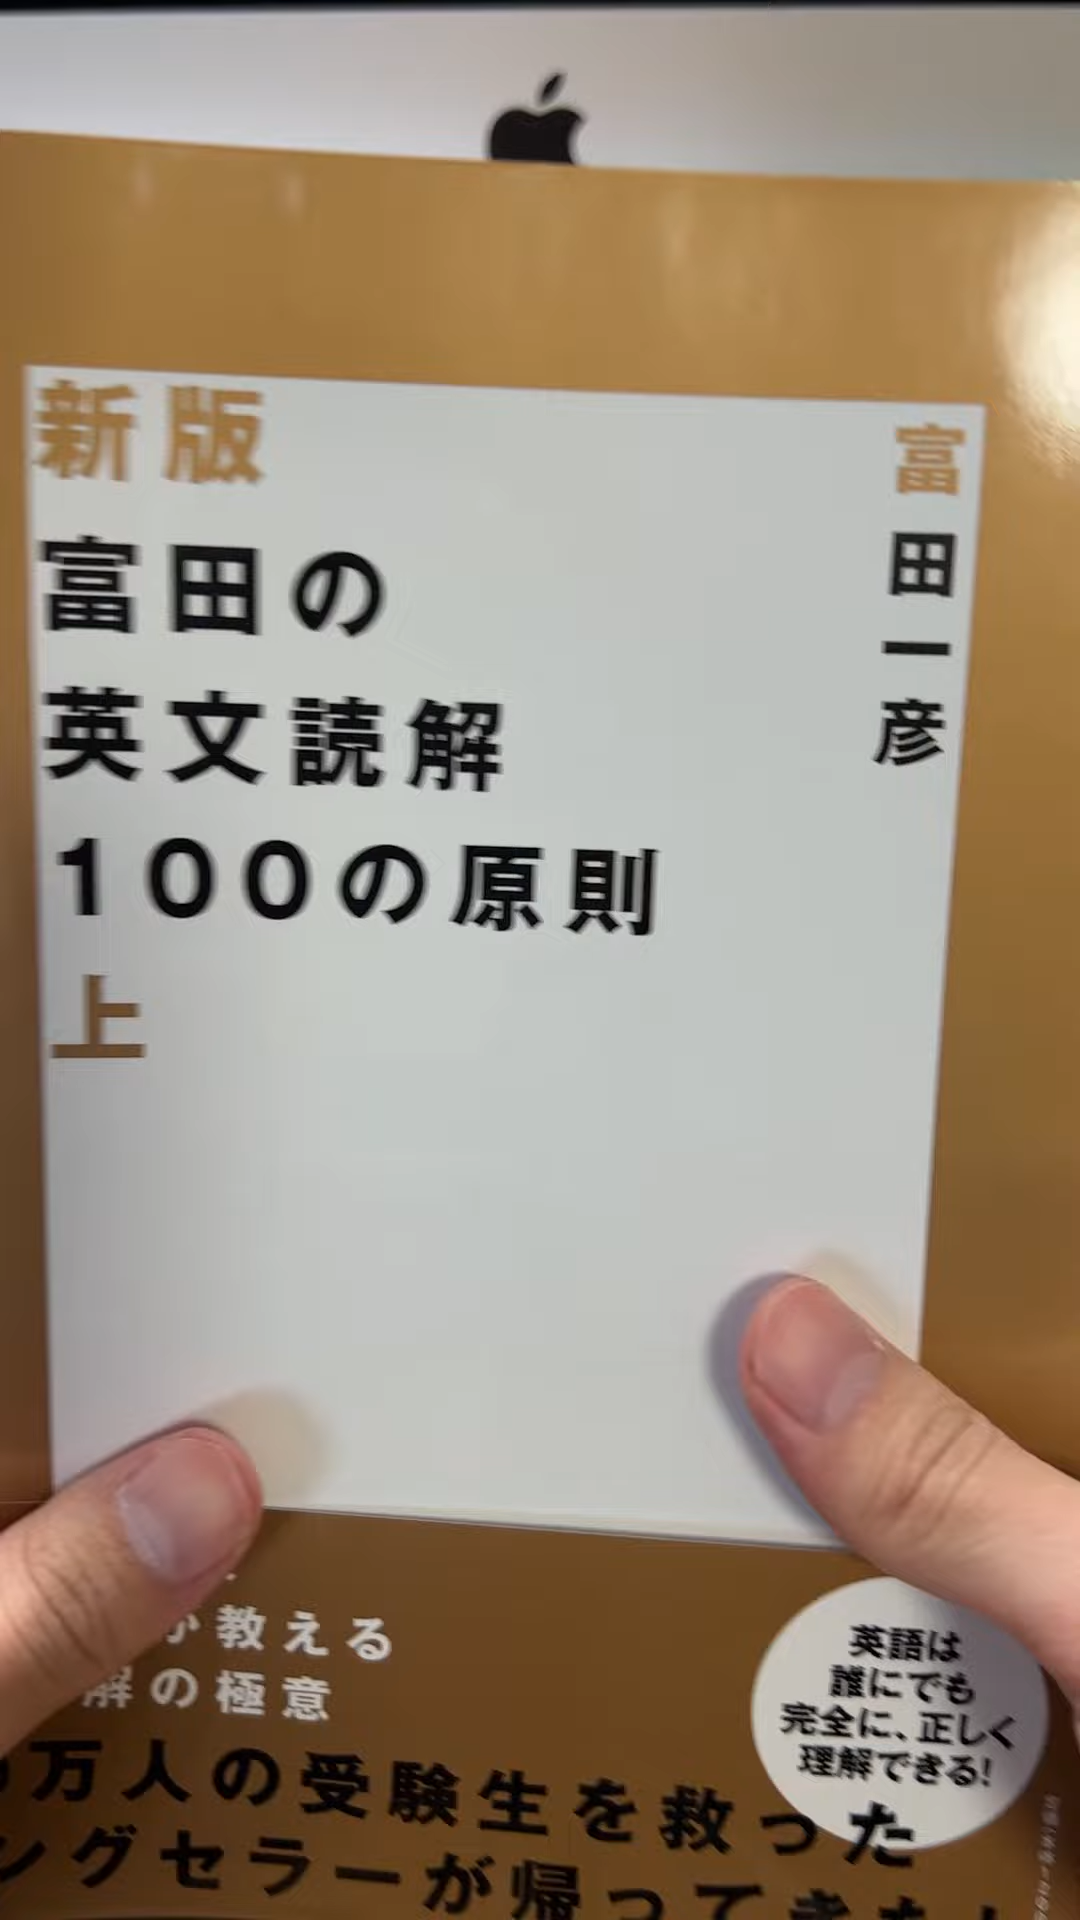 新版
富田の
英文読解
100の原則
上
富田一彦
教える
解の極意
万人の受験生を救った
ングセラーが帰ってきた
英語は
誰にでも
完全に、正しく
理解できる!